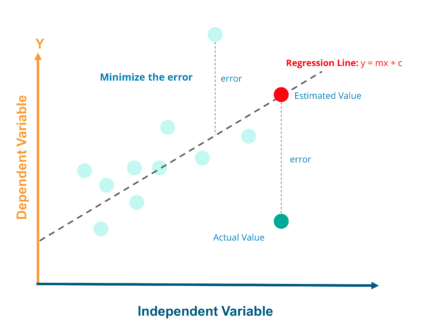 Y
Regression Line: y = mx + c
Minimize the error
error
Estimated Value
Dependent Variable
error
Actual Value
Independent Variable